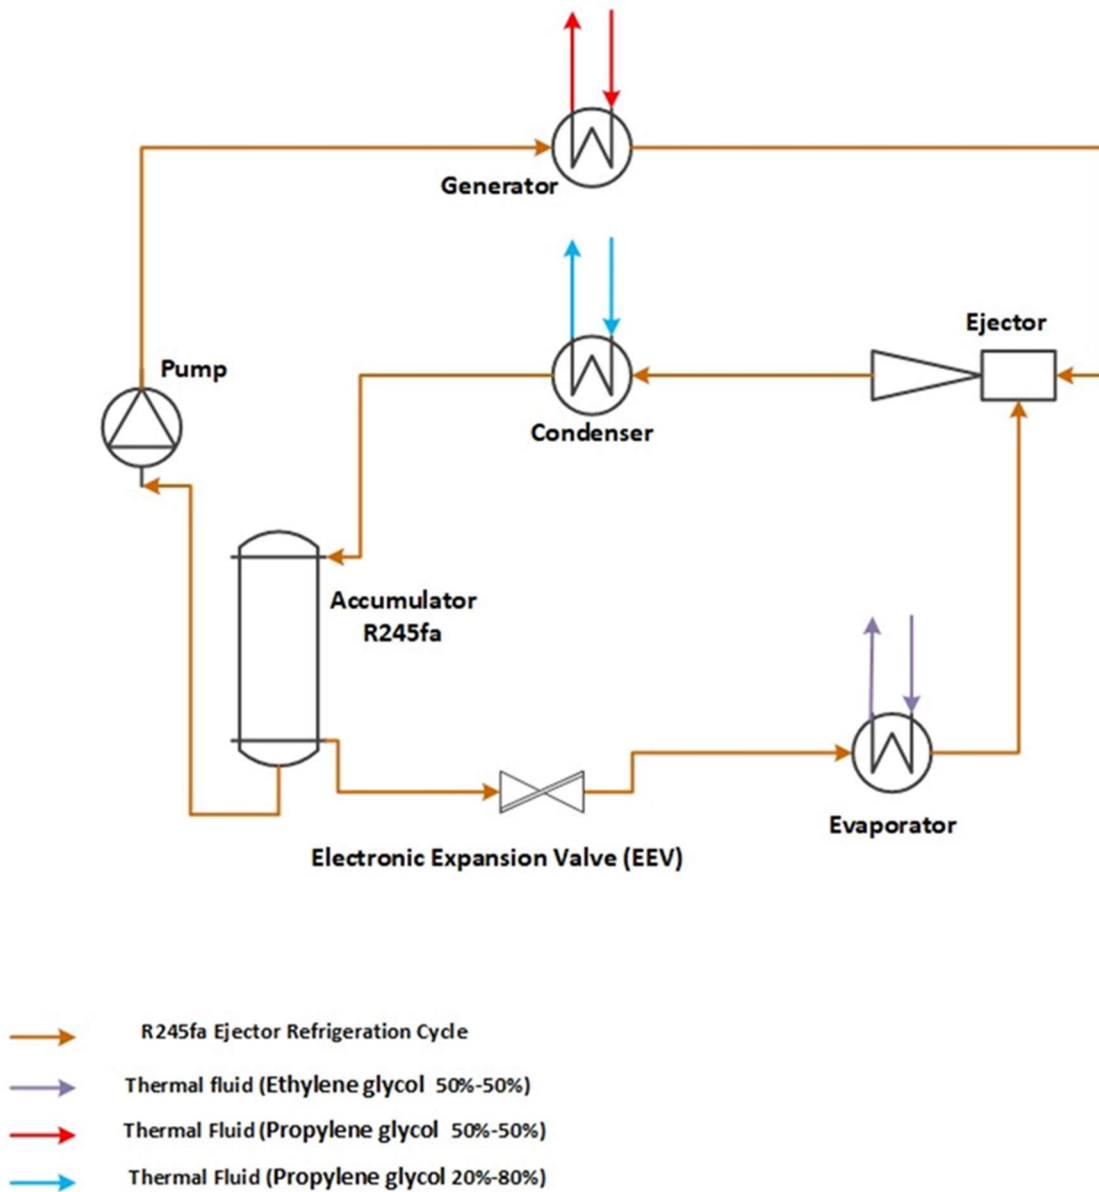 Generator
Ejector
Pump
Condenser
Accumulator
R245fa
Evaporator
Electronic Expansion Valve (EEV)
R245fa Ejector Refrigeration Cycle
Thermal fluid (Ethylene glycol 50%-50%)
Thermal Fluid (Propylene glycol 50%-50%)
Thermal Fluid (Propylene glycol 20%-80%)